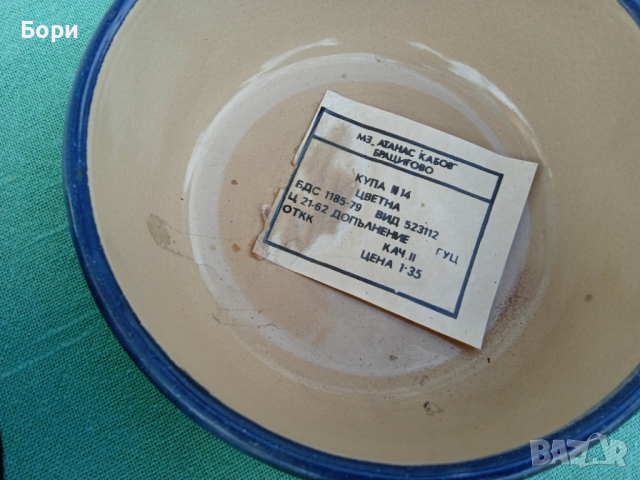 Бори
МЗ „АТАНАС КАБОВ"
БРАЦИГОВО
КУПА №14
ЦВЕТНА
БДС 1185-79 ВИД 523112
Ц. 21-62 ДОПЪЛНЕНИЕ ГУЦ
ОТКК КАЧ. II
ЦЕНА 1·35
BAZAR